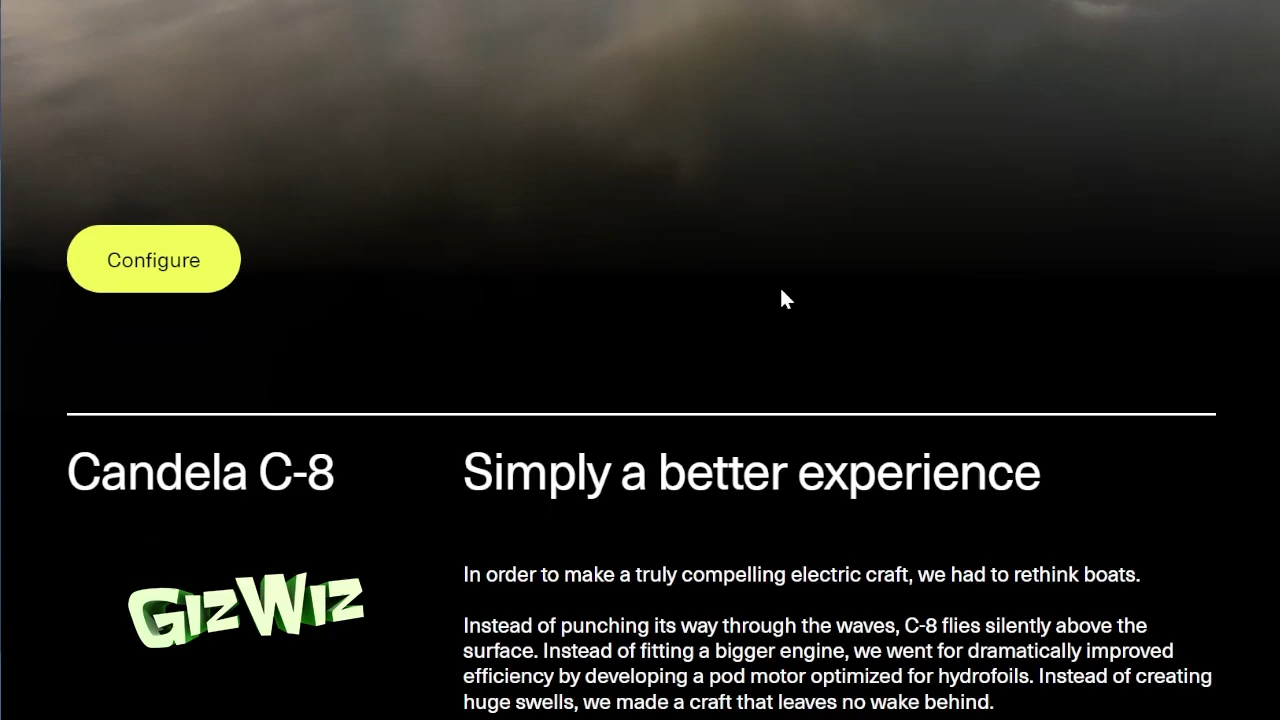 Configure
Candela C-8
Simply a better experience
GIZWIZ
In order to make a truly compelling electric craft, we had to rethink boats.
Instead of punching its way through the waves, C-8 flies silently above the
surface. Instead of fitting a bigger engine, we went for dramatically improved
efficiency by developing a pod motor optimized for hydrofoils. Instead of creating
huge swells, we made a craft that leaves no wake behind.